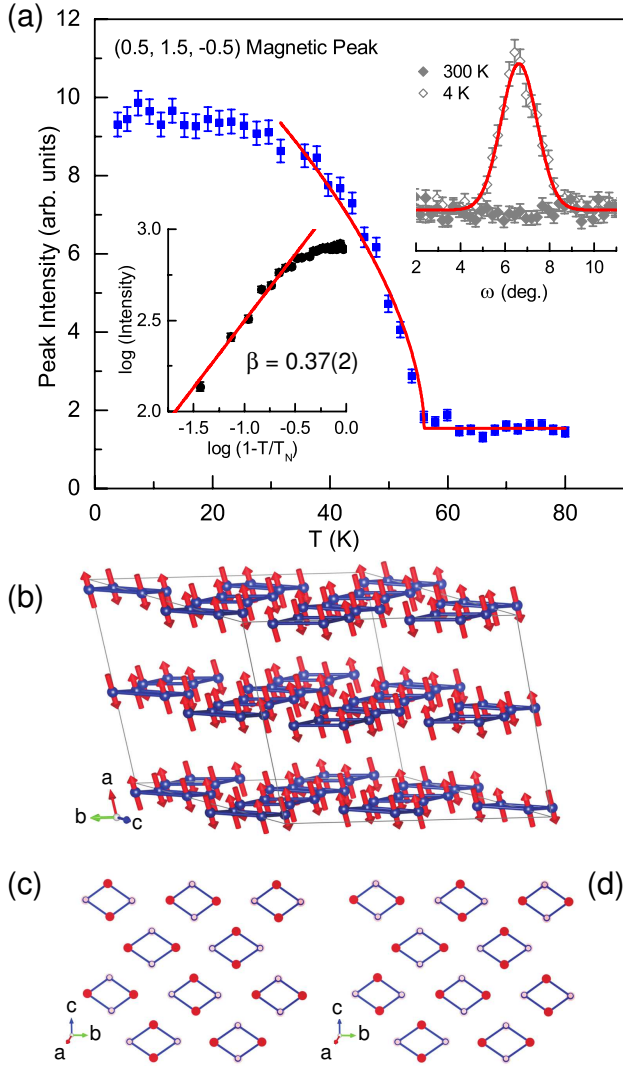 (a)
(0.5, 1.5, -0.5) Magnetic Peak
300 K
4 K
2 4 6 8 10
ω (deg.)
Peak Intensity (arb. units)
12
10
8
6
4
2
0
log (Intensity)
3.0
2.5
2.0
β = 0.37(2)
-1.5 -1.0 -0.5 0.0
log (1-T/T_N)
0 20 40 60 80
T (K)
(b)
a
b
c
(c)
(d)
c
b
a
c
b
a